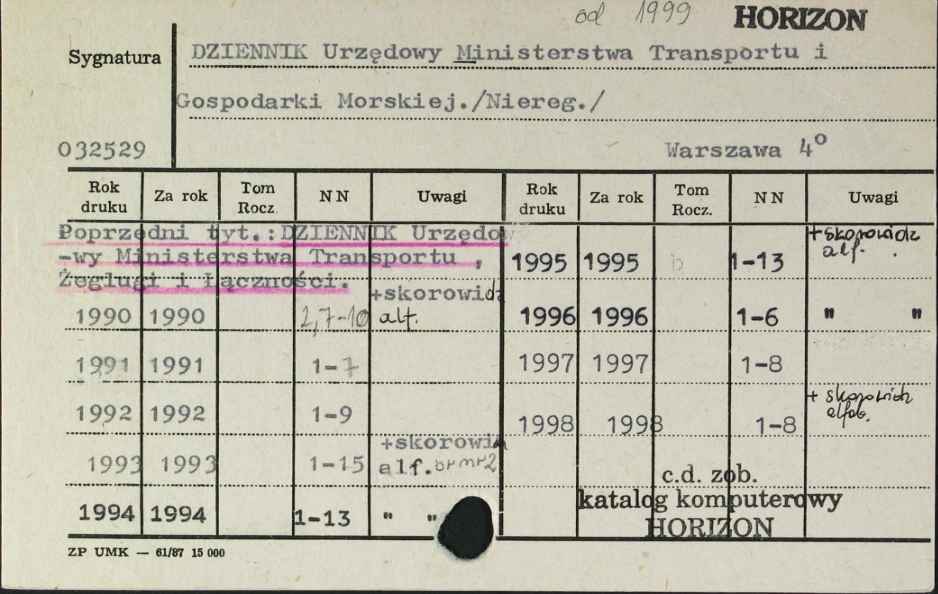 od 1999 HORIZON
Sygnatura DZIENNIK Urzędowy Ministerstwa Transportu i
Gospodarki Morskiej./Niereg./
032529 Warszawa 4º
Rok druku Za rok Tom Rocz. NN Uwagi Rok druku Za rok Tom Rocz. NN Uwagi
Poprzedni tyt.:DZIENNIK Urzędo
-wy Ministerstwa Transportu ,
Żeglugi i Łączności.
1995 1995 b 1-13 +skorowidz alf.
1990 1990 2,7-10 +skorowidz alf.
1996 1996 1-6 " "
1991 1991 1-7
1997 1997 1-8
1992 1992 1-9
1998 1998 1-8 + skorowidz alfab.
1993 1993 1-15 +skorowi alf. nr 2
1994 1994 1-13 " "
c.d. zob.
katalog komputerowy
HORIZON
ZP UMK — 61/87 15 000